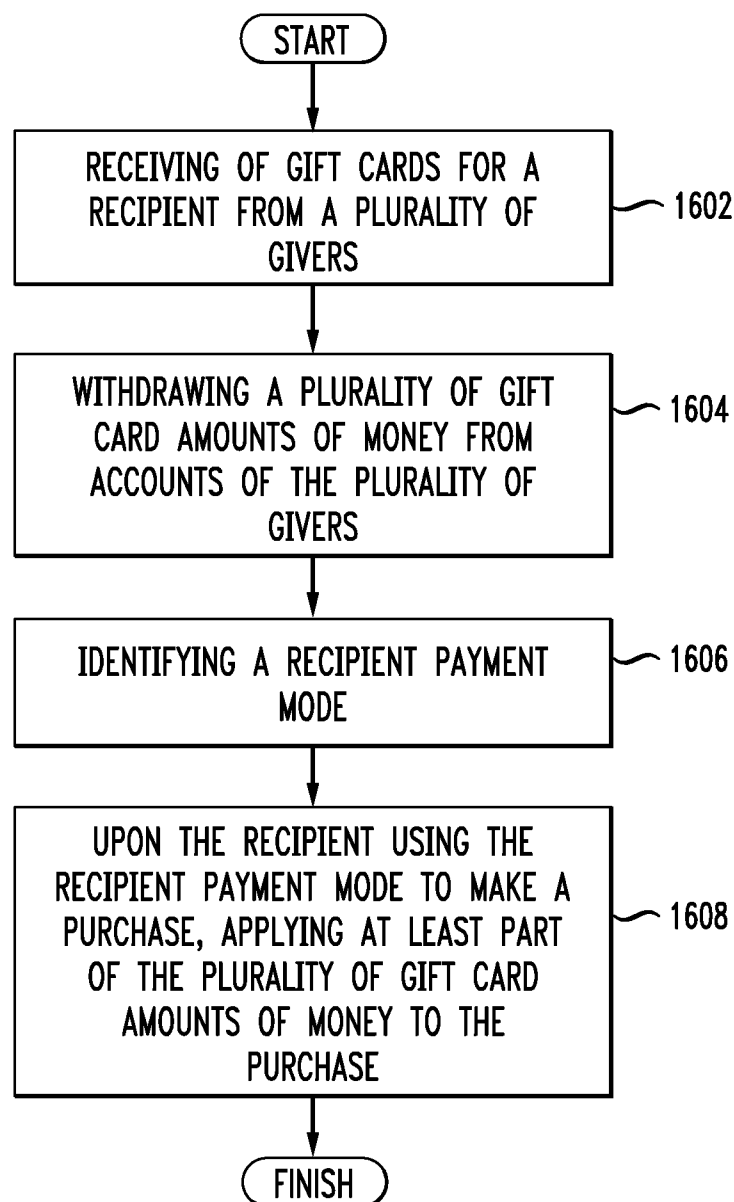 START
RECEIVING OF GIFT CARDS FOR A
RECIPIENT FROM A PLURALITY OF
GIVERS
1602
WITHDRAWING A PLURALITY OF GIFT
CARD AMOUNTS OF MONEY FROM
ACCOUNTS OF THE PLURALITY OF
GIVERS
1604
IDENTIFYING A RECIPIENT PAYMENT
MODE
1606
UPON THE RECIPIENT USING THE
RECIPIENT PAYMENT MODE TO MAKE A
PURCHASE, APPLYING AT LEAST PART
OF THE PLURALITY OF GIFT CARD
AMOUNTS OF MONEY TO THE
PURCHASE
1608
FINISH